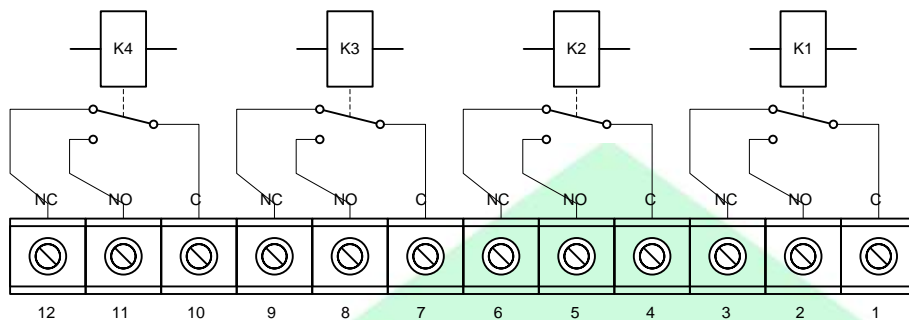 K4 K3 K2 K1
NC NO C NC NO C NC NO C NC NO C
12 11 10 9 8 7 6 5 4 3 2 1